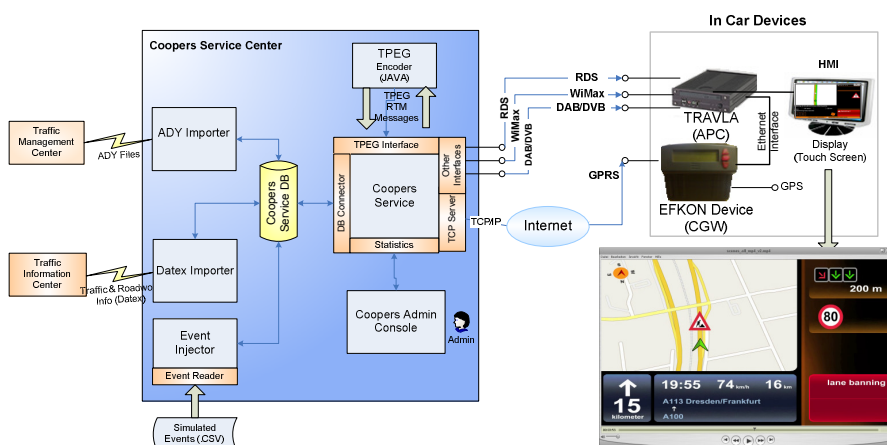 In Car Devices
Coopers Service Center
TPEG
Encoder
(JAVA)
TPEG
RTM
Messages
RDS
WiMax
DAB/DVB
RDS
WiMax
DAB/DVB
HMI
TRAVLA
(APC)
Ethernet
Interface
Display
(Touch Screen)
Traffic
Management
Center
ADY Files
ADY Importer
TPEG Interface
Other
Interfaces
DB Connector
Coopers
Service
TCP Server
Statistics
Coopers
Service DB
GPRS
GPS
EFKON Device
(CGW)
TCP/IP
Internet
Traffic
Information
Center
Traffic & Roadwo
Info (Datex)
Datex Importer
Event
Injector
Event Reader
Coopers Admin
Console
Admin
Simulated
Events (.CSV)
200 m
80
19:55 74 km/h 16 km
lane banning
15
kilometer
A113 Dresden/Frankfurt
A100